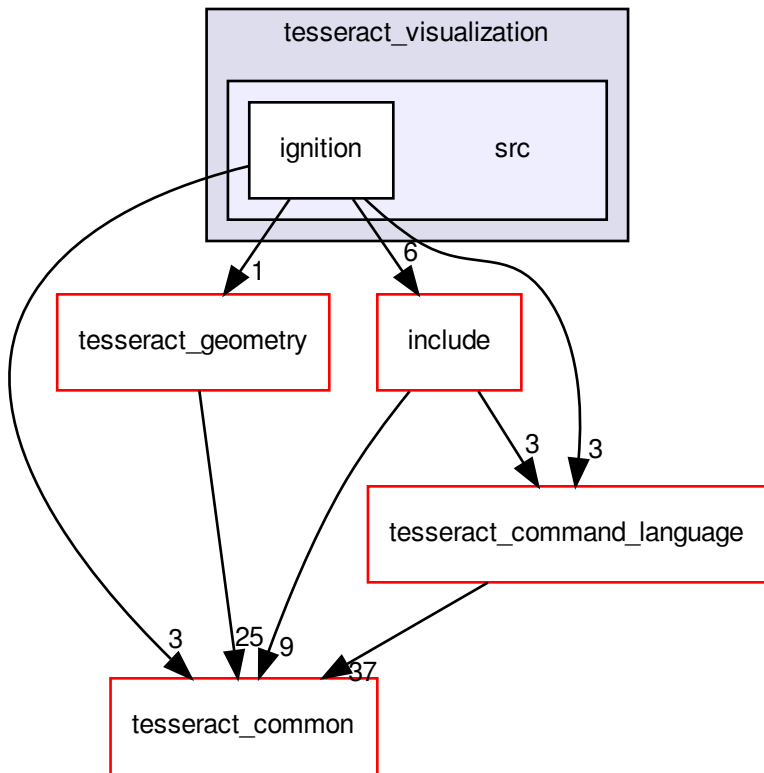 tesseract_visualization
ignition
src
1
6
tesseract_geometry
include
3
3
tesseract_command_language
3
25
9
37
tesseract_common